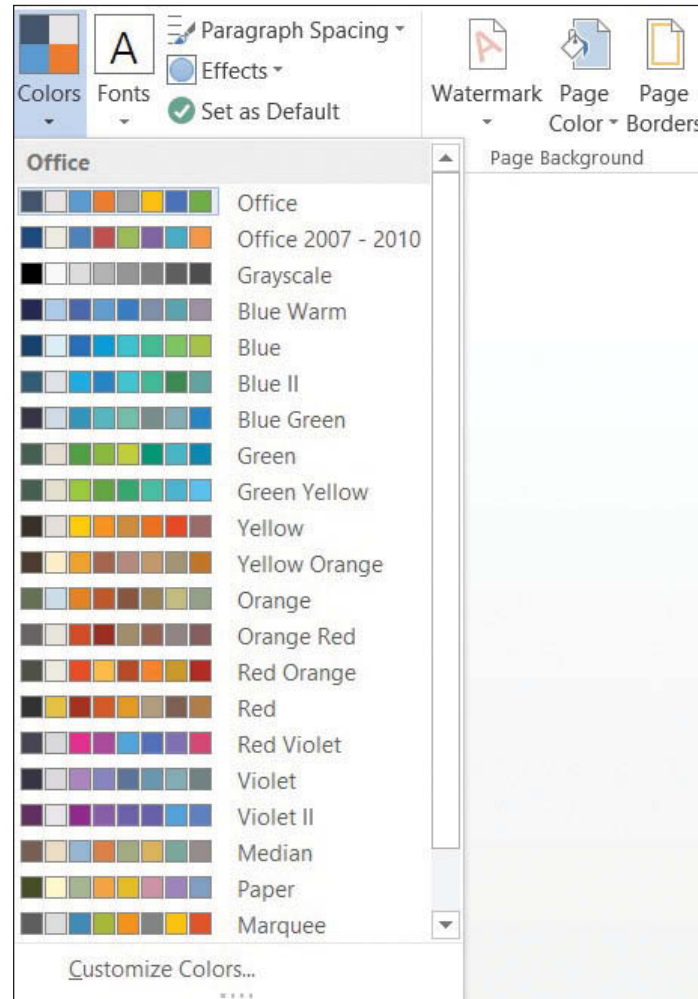 A
Paragraph Spacing
Effects
Set as Default
Colors
Fonts
A
Watermark
Page Color
Page Borders
Page Background
Office
Office
Office 2007 - 2010
Grayscale
Blue Warm
Blue
Blue II
Blue Green
Green
Green Yellow
Yellow
Yellow Orange
Orange
Orange Red
Red Orange
Red
Red Violet
Violet
Violet II
Median
Paper
Marquee
Customize Colors...